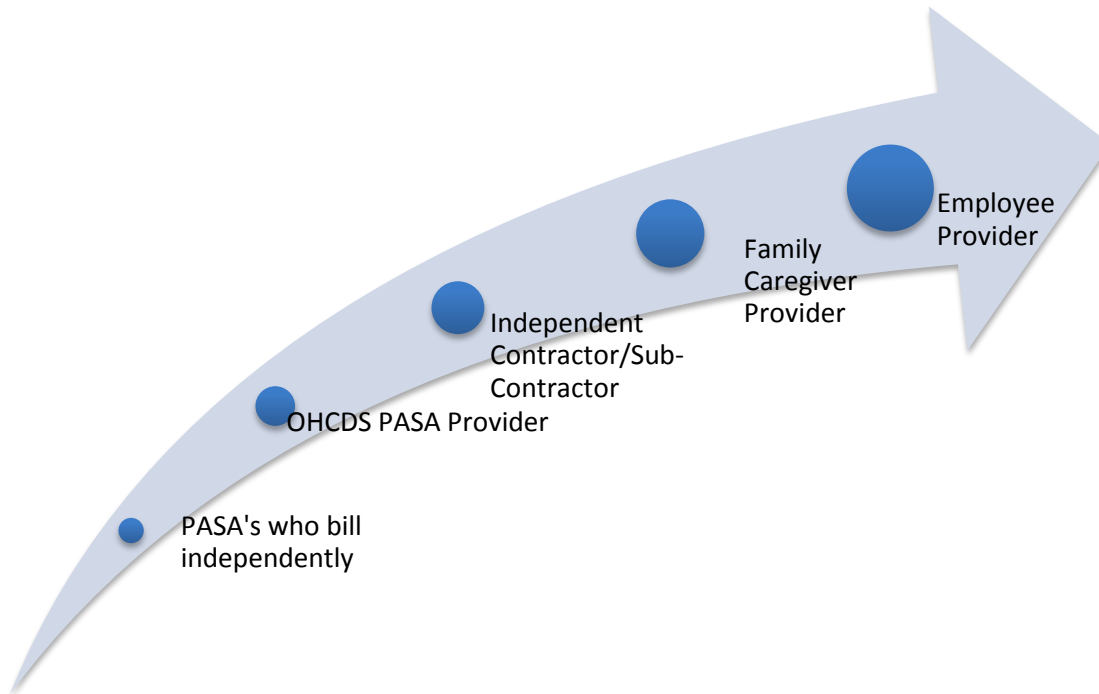 Employee
Provider
Family
Caregiver
Provider
Independent
Contractor/Sub-
Contractor
OHCDS PASA Provider
PASA's who bill
independently